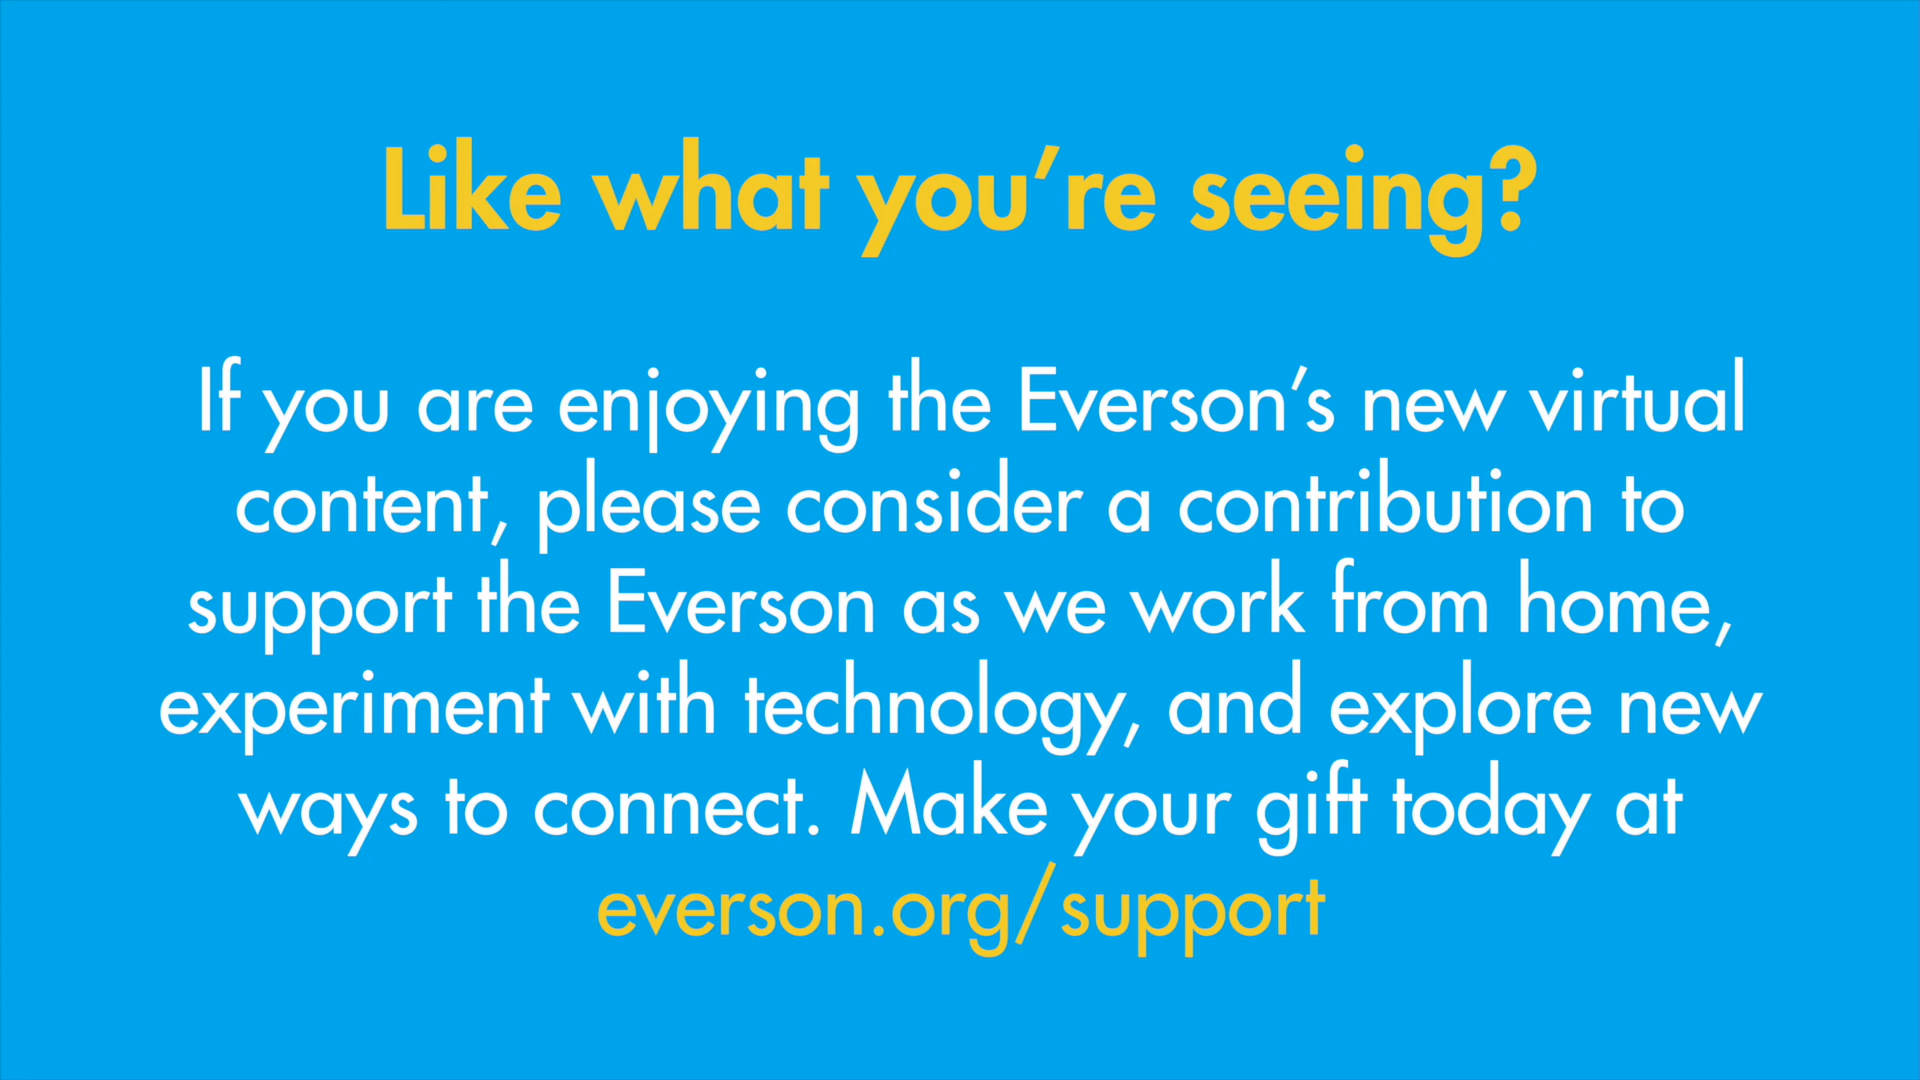 Like what you’re seeing?
If you are enjoying the Everson’s new virtual
content, please consider a contribution to
support the Everson as we work from home,
experiment with technology, and explore new
ways to connect. Make your gift today at
everson.org/support